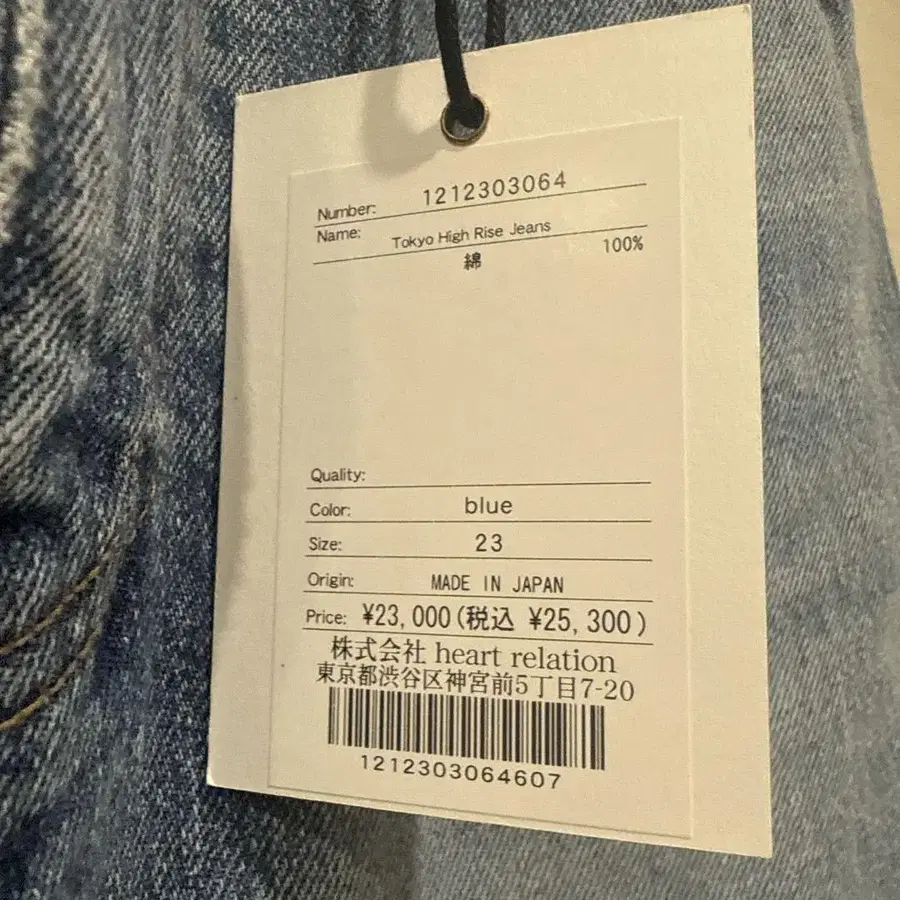 Number: 1212303064
Name: Tokyo High Rise Jeans
綿 100%
Quality:
Color: blue
Size: 23
Origin: MADE IN JAPAN
Price: ¥23,000(税込 ¥25,300)
株式会社 heart relation
東京都渋谷区神宮前5丁目7-20
1212303064607